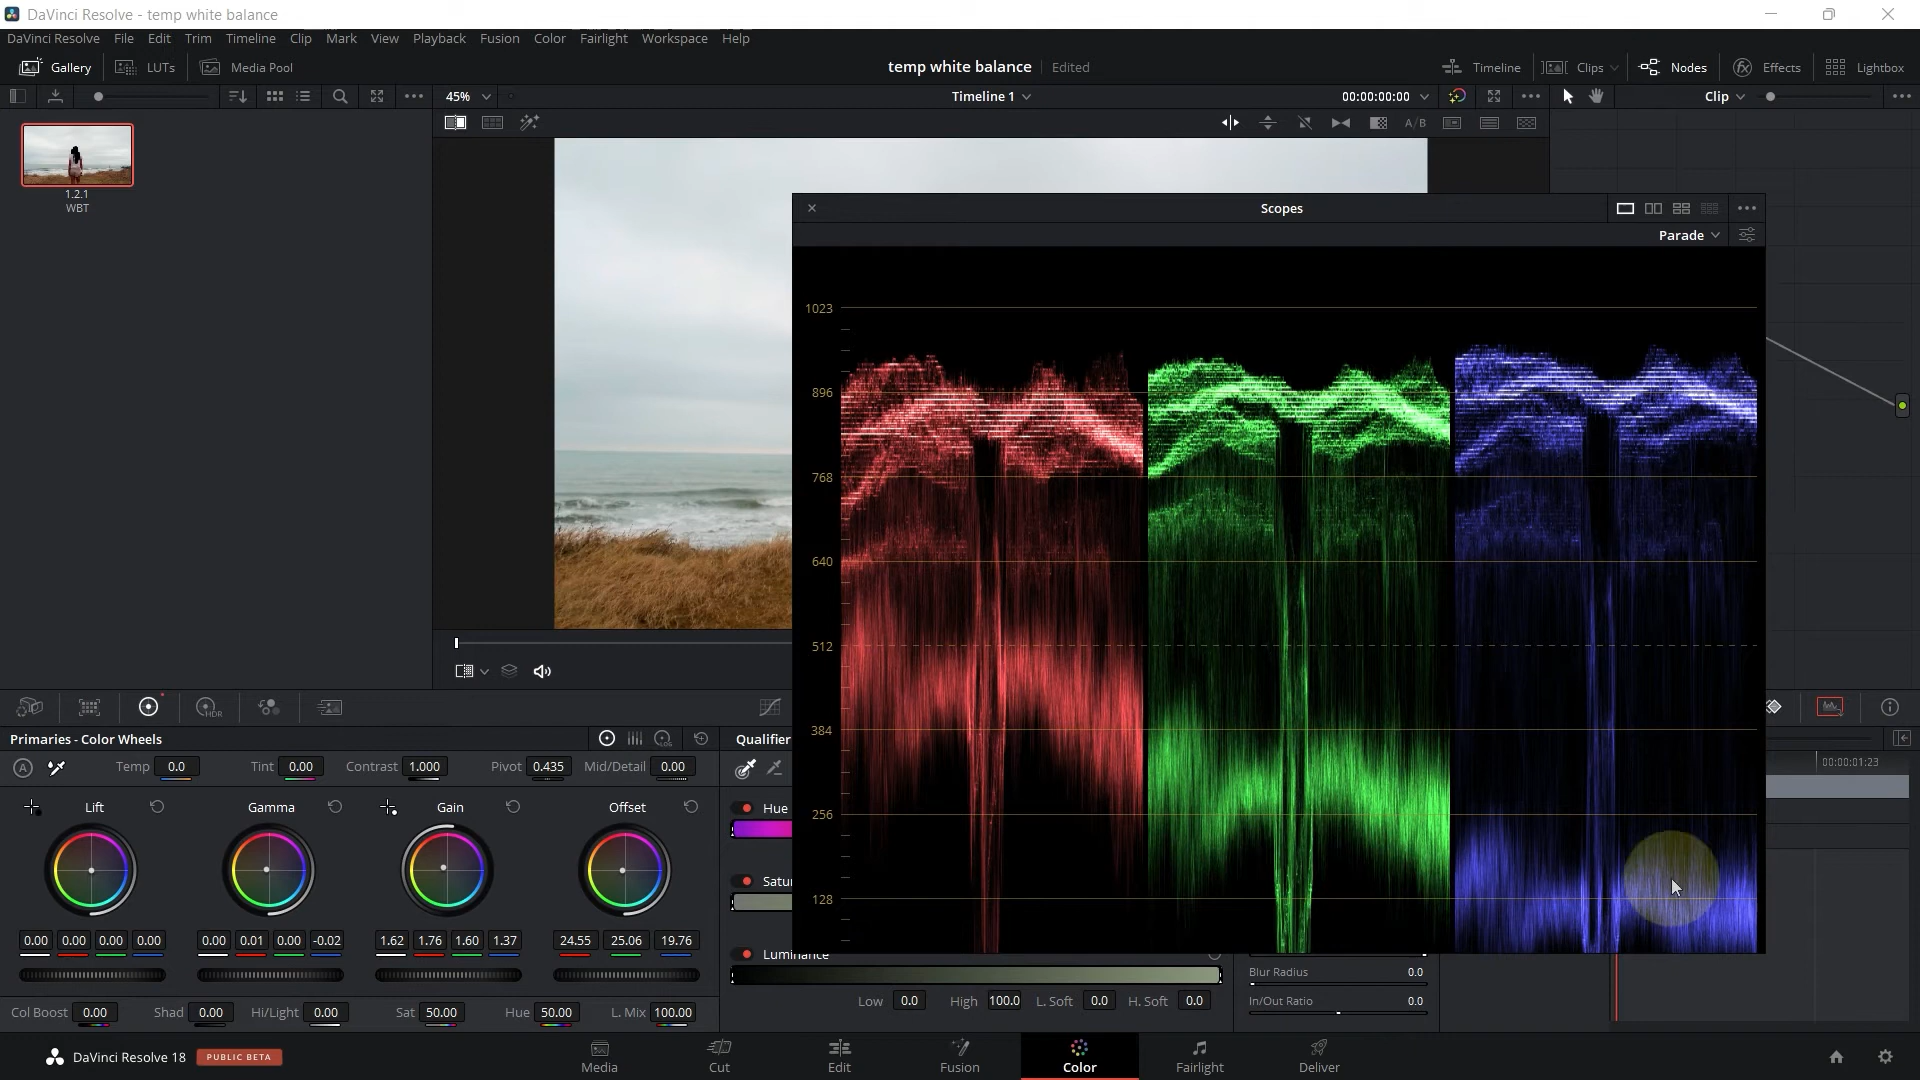 DaVinci Resolve - temp white balance
DaVinci Resolve File Edit Trim Timeline Clip Mark View Playback Fusion Color Fairlight Workspace Help
Gallery LUTs Media Pool temp white balance Edited Timeline Clips Nodes Effects Lightbox
45% Timeline 1 00:00:00:00 Clip
A/B
1.2.1
WBT
Scopes
Parade
1023
896
768
640
512
384
256
128
HDR
Primaries - Color Wheels
LOG
Qualifier
A Temp 0.0 Tint 0.00 Contrast 1.000 Pivot 0.435 Mid/Detail 0.00
00:00:01:23
Lift Gamma Gain Offset
Hue
Satu
0.00 0.00 0.00 0.00 0.00 0.01 0.00 -0.02 1.62 1.76 1.60 1.37 24.55 25.06 19.76
Luminance
Low 0.0 High 100.0 L. Soft 0.0 H. Soft 0.0
Blur Radius 0.0
In/Out Ratio 0.0
Col Boost 0.00 Shad 0.00 Hi/Light 0.00 Sat 50.00 Hue 50.00 L. Mix 100.00
DaVinci Resolve 18 PUBLIC BETA
Media Cut Edit Fusion Color Fairlight Deliver